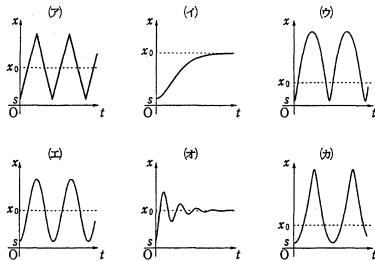 (ア) (イ) (ウ)
x x x
x₀ x₀ x₀
s s s
O t O t O t
(エ) (オ) (カ)
x x x
x₀ x₀ x₀
s s s
O t O t O t